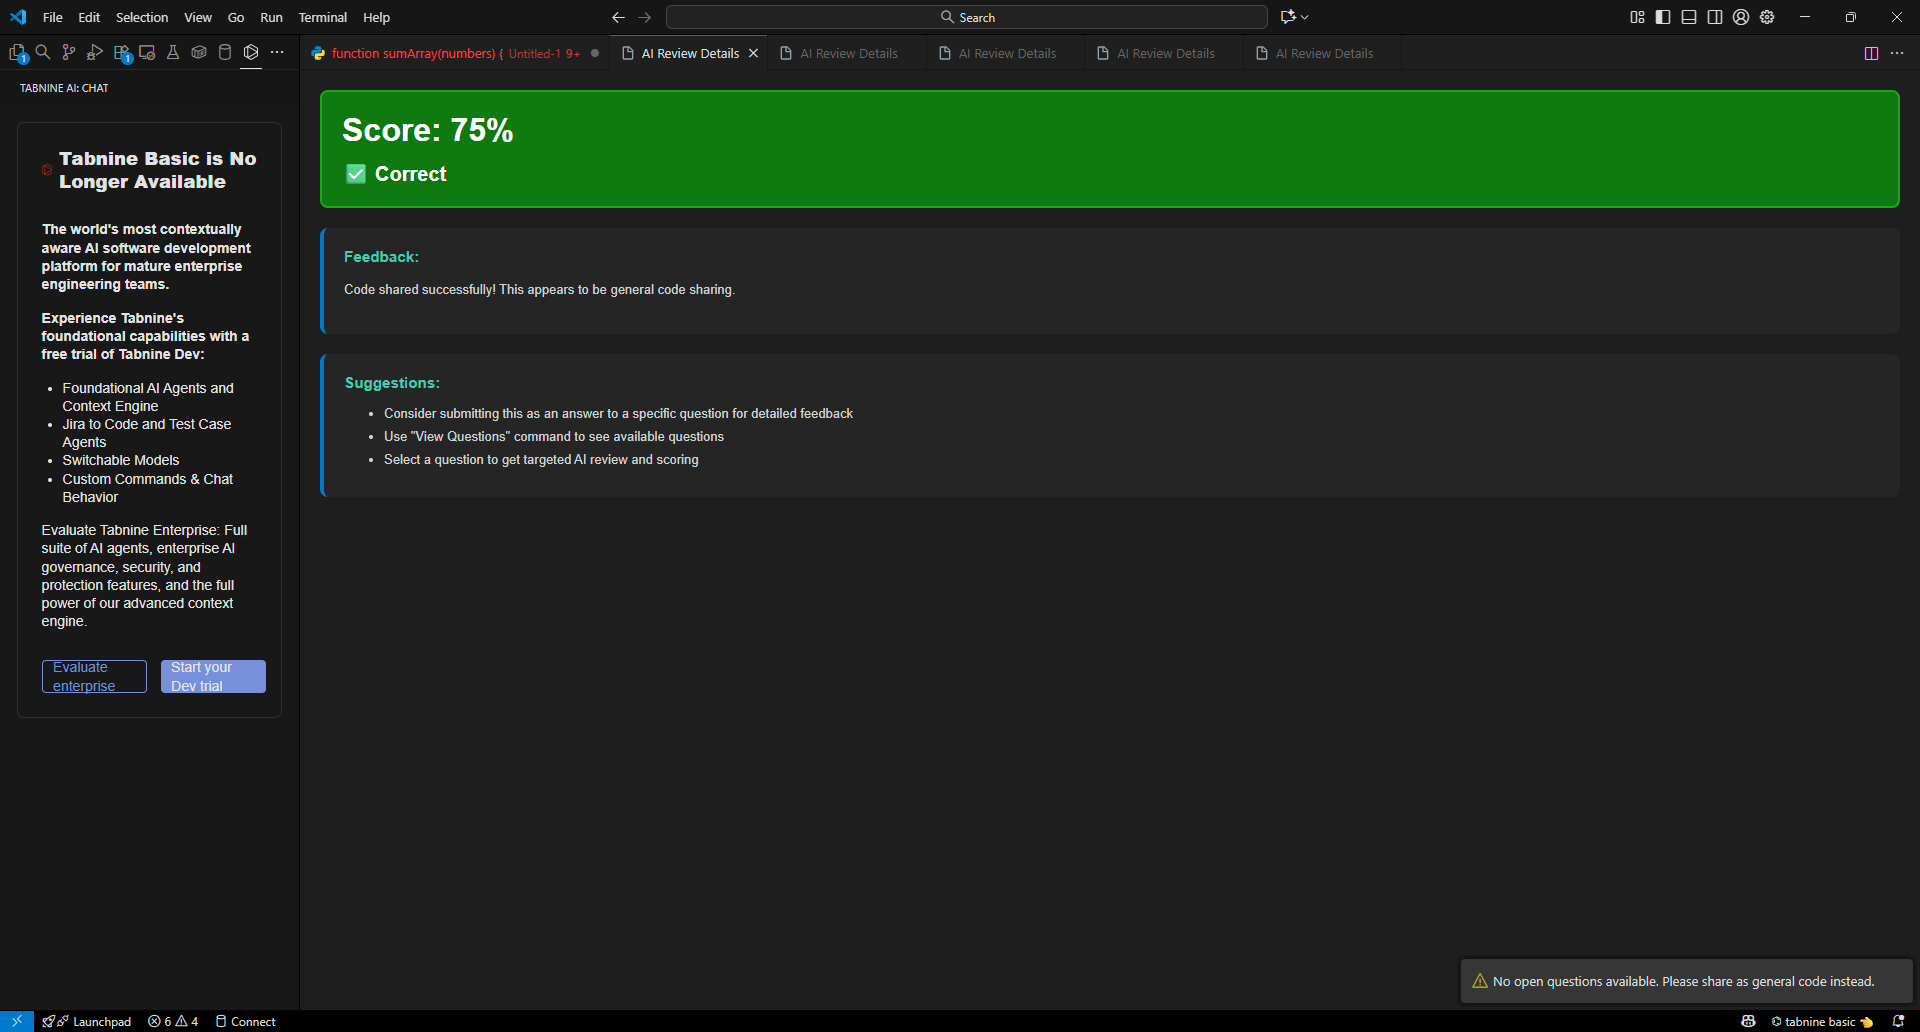 File Edit Selection View Go Run Terminal Help
Search
1
1
function sumArray(numbers) { Untitled-1 9+
AI Review Details
AI Review Details
AI Review Details
AI Review Details
AI Review Details
TABNINE AI: CHAT
Tabnine Basic is No
Longer Available
The world's most contextually
aware AI software development
platform for mature enterprise
engineering teams.
Experience Tabnine's
foundational capabilities with a
free trial of Tabnine Dev:
• Foundational AI Agents and
Context Engine
• Jira to Code and Test Case
Agents
• Switchable Models
• Custom Commands & Chat
Behavior
Evaluate Tabnine Enterprise: Full
suite of AI agents, enterprise AI
governance, security, and
protection features, and the full
power of our advanced context
engine.
Evaluate
enterprise
Start your
Dev trial
Score: 75%
✅ Correct
Feedback:
Code shared successfully! This appears to be general code sharing.
Suggestions:
• Consider submitting this as an answer to a specific question for detailed feedback
• Use "View Questions" command to see available questions
• Select a question to get targeted AI review and scoring
No open questions available. Please share as general code instead.
Launchpad 6 4 Connect
tabnine basic